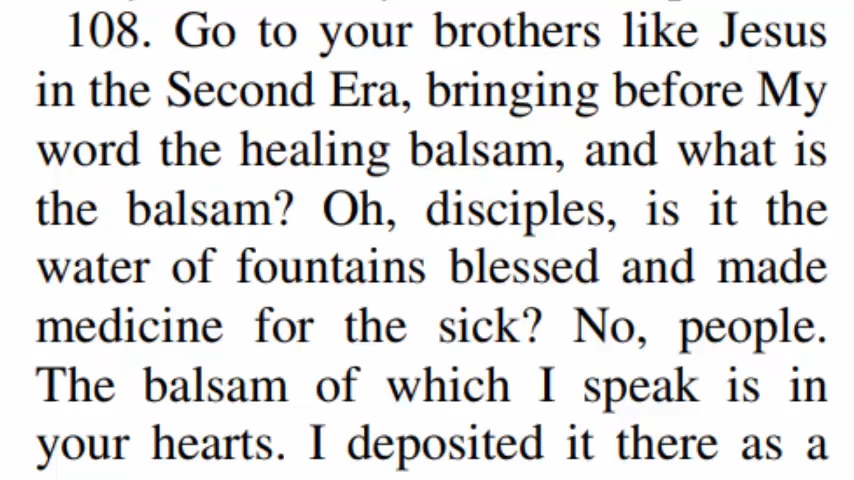 108. Go to your brothers like Jesus
in the Second Era, bringing before My
word the healing balsam, and what is
the balsam? Oh, disciples, is it the
water of fountains blessed and made
medicine for the sick? No, people.
The balsam of which I speak is in
your hearts. I deposited it there as a